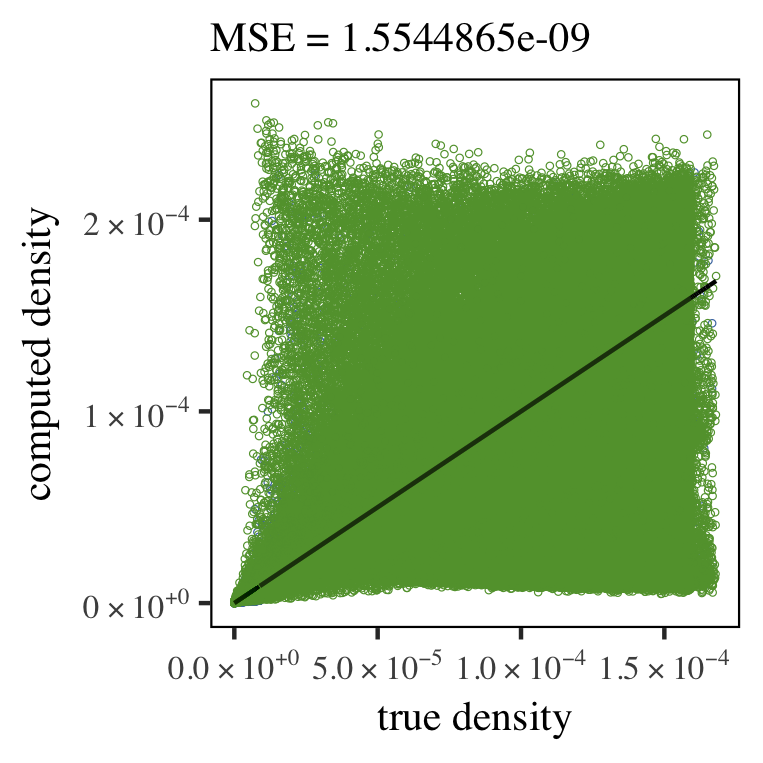 MSE = 1.5544865e-09
computed density
2 × 10⁻⁴
1 × 10⁻⁴
0 × 10⁺⁰
0.0 × 10⁺⁰ 5.0 × 10⁻⁵ 1.0 × 10⁻⁴ 1.5 × 10⁻⁴
true density